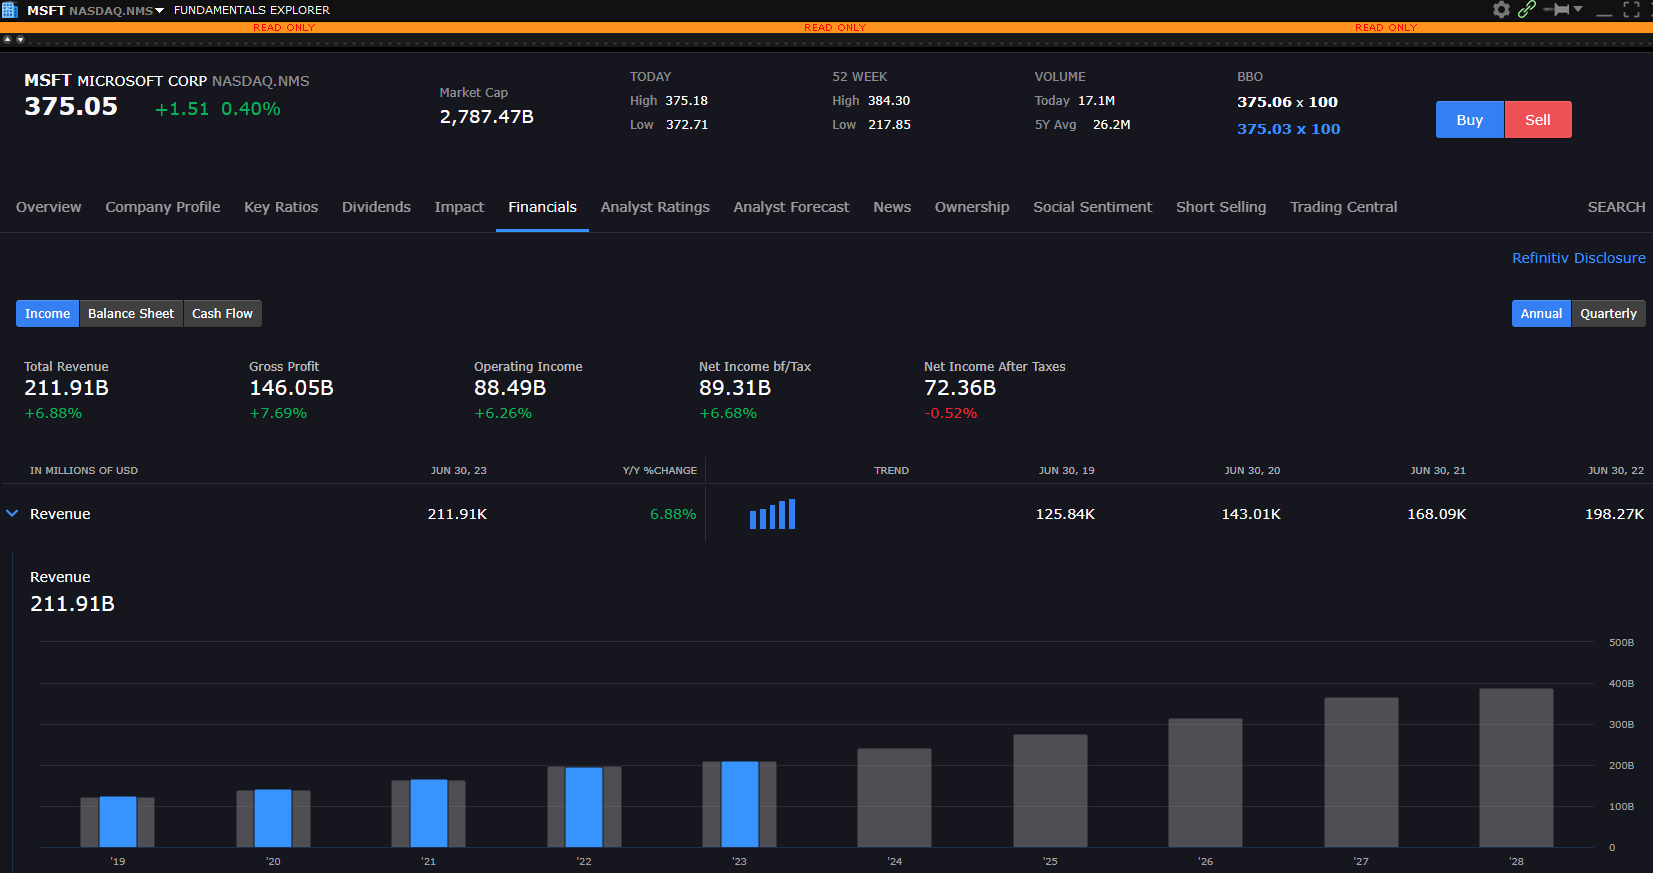 MSFT NASDAQ.NMS FUNDAMENTALS EXPLORER
READ ONLY READ ONLY READ ONLY
MSFT MICROSOFT CORP NASDAQ.NMS
375.05 +1.51 0.40%
Market Cap
2,787.47B
TODAY
High 375.18
Low 372.71
52 WEEK
High 384.30
Low 217.85
VOLUME
Today 17.1M
5Y Avg 26.2M
BBO
375.06 x 100
375.03 x 100
Buy Sell
Overview Company Profile Key Ratios Dividends Impact Financials Analyst Ratings Analyst Forecast News Ownership Social Sentiment Short Selling Trading Central SEARCH
Refinitiv Disclosure
Income Balance Sheet Cash Flow Annual Quarterly
Total Revenue Gross Profit Operating Income Net Income bf/Tax Net Income After Taxes
211.91B 146.05B 88.49B 89.31B 72.36B
+6.88% +7.69% +6.26% +6.68% -0.52%
IN MILLIONS OF USD JUN 30, 23 Y/Y %CHANGE TREND JUN 30, 19 JUN 30, 20 JUN 30, 21 JUN 30, 22
Revenue 211.91K 6.88% 125.84K 143.01K 168.09K 198.27K
Revenue
211.91B
500B
400B
300B
200B
100B
0
'19 '20 '21 '22 '23 '24 '25 '26 '27 '28